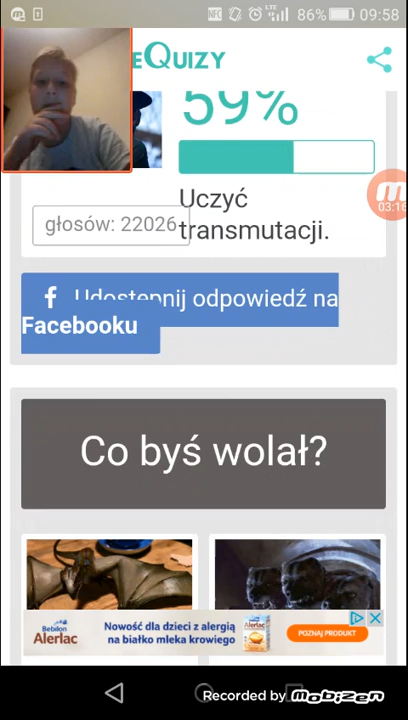 86% 09:58
EQUIZY
59%
03:16
Uczyć
transmutacji.
głosów: 22026
Udostępnij odpowiedź na
Facebooku
Co byś wolał?
Bebilon
Alerlac
Nowość dla dzieci z alergią
na białko mleka krowiego
POZNAJ PRODUKT
Recorded by Mobizen